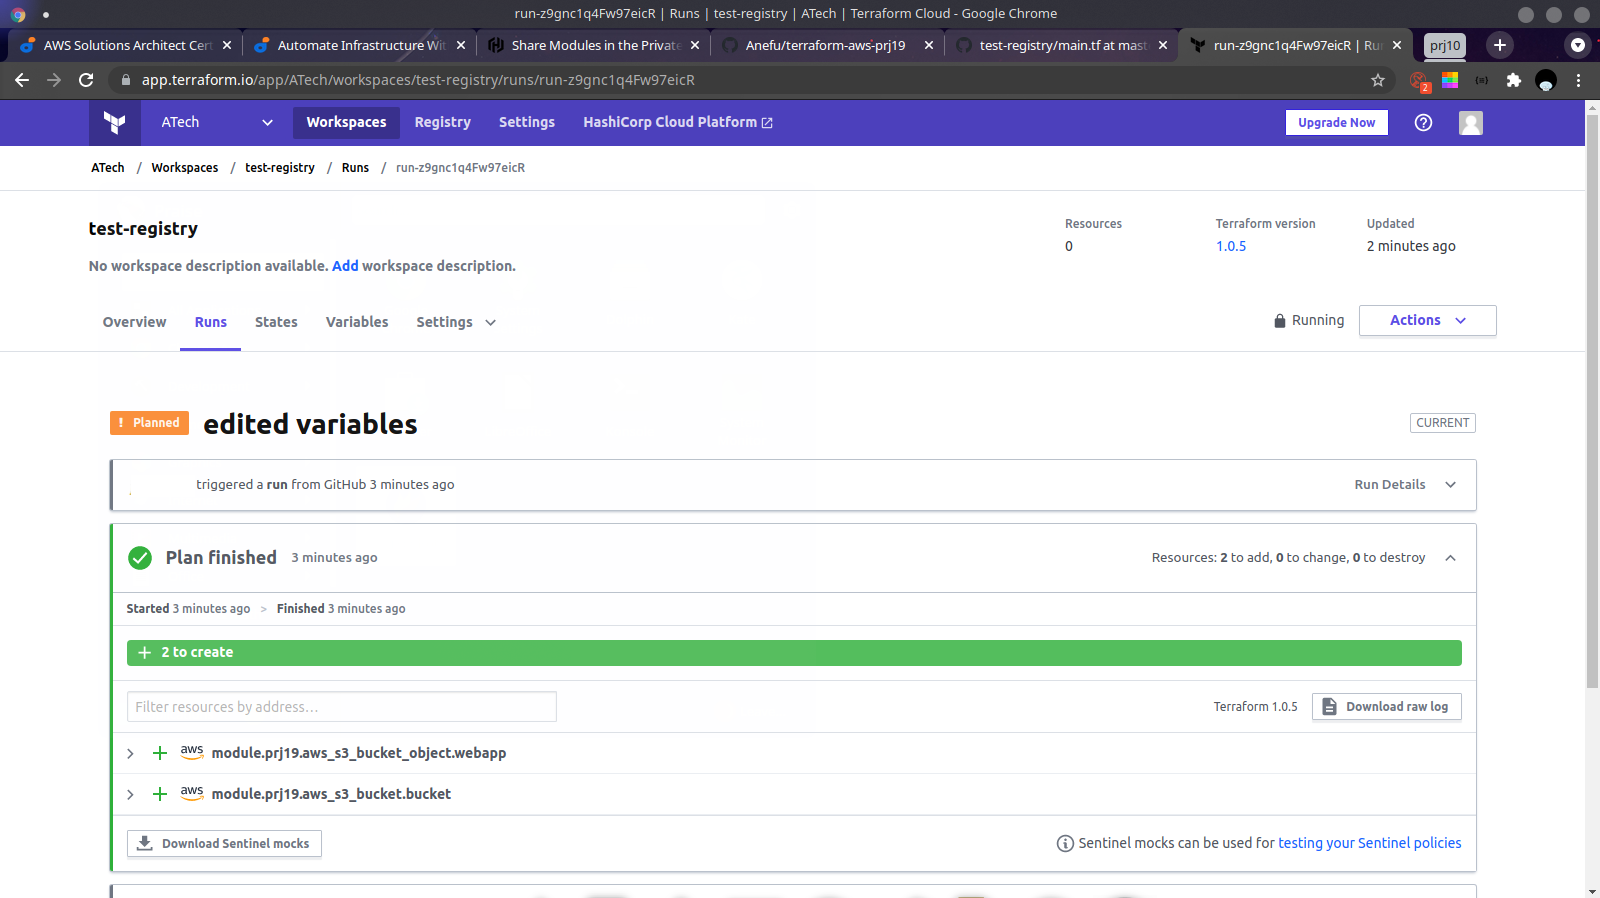 run-z9gnc1q4Fw97eicR | Runs | test-registry | ATech | Terraform Cloud - Google Chrome
AWS Solutions Architect Cert
Automate Infrastructure Wit
Share Modules in the Private
Anefu/terraform-aws-prj19
test-registry/main.tf at mast
run-z9gnc1q4Fw97eicR | Ru
prj10
app.terraform.io/app/ATech/workspaces/test-registry/runs/run-z9gnc1q4Fw97eicR
2
ATech Workspaces Registry Settings HashiCorp Cloud Platform Upgrade Now
ATech / Workspaces / test-registry / Runs / run-z9gnc1q4Fw97eicR
test-registry
No workspace description available. Add workspace description.
Resources
0
Terraform version
1.0.5
Updated
2 minutes ago
Overview Runs States Variables Settings
Running Actions
! Planned edited variables CURRENT
triggered a run from GitHub 3 minutes ago Run Details
Plan finished 3 minutes ago Resources: 2 to add, 0 to change, 0 to destroy
Started 3 minutes ago > Finished 3 minutes ago
+ 2 to create
Filter resources by address… Terraform 1.0.5 Download raw log
+ aws module.prj19.aws_s3_bucket_object.webapp
+ aws module.prj19.aws_s3_bucket.bucket
Download Sentinel mocks Sentinel mocks can be used for testing your Sentinel policies